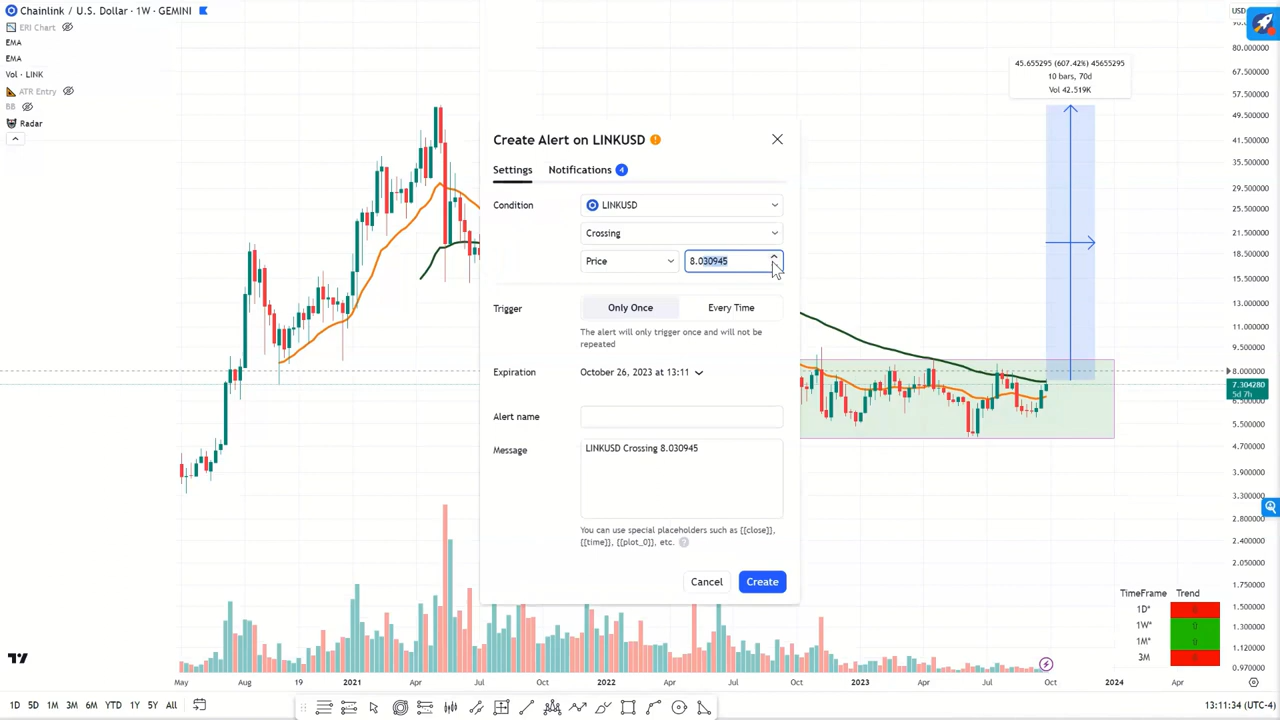 Chainlink / U.S. Dollar · 1W · GEMINI
ERI Chart
EMA
EMA
Vol · LINK
ATR Entry
BB
Radar
USD
80.000000
67.500000
57.500000
49.500000
41.500000
35.500000
29.500000
25.500000
21.500000
18.500000
15.500000
13.000000
11.000000
9.500000
8.000000
7.304280
5d 7h
5.500000
4.700000
3.900000
3.300000
2.800000
2.400000
2.050000
1.750000
1.500000
1.300000
1.120000
0.970000
45.655295 (607.42%) 45655295
10 bars, 70d
Vol 42.519K
Create Alert on LINKUSD
Settings
Notifications 4
Condition
LINKUSD
Crossing
Price
8.030945
Trigger
Only Once
Every Time
The alert will only trigger once and will not be
repeated
Expiration
October 26, 2023 at 13:11
Alert name
Message
LINKUSD Crossing 8.030945
You can use special placeholders such as {{close}},
{{time}}, {{plot_0}}, etc.
Cancel
Create
TimeFrame Trend
1D*
1W*
1M*
3M
May Aug 19 2021 Apr Jul Oct 2022 Apr Jul Oct 2023 Apr Jul Oct 2024 Apr
1D 5D 1M 3M 6M YTD 1Y 5Y All
13:11:34 (UTC-4)